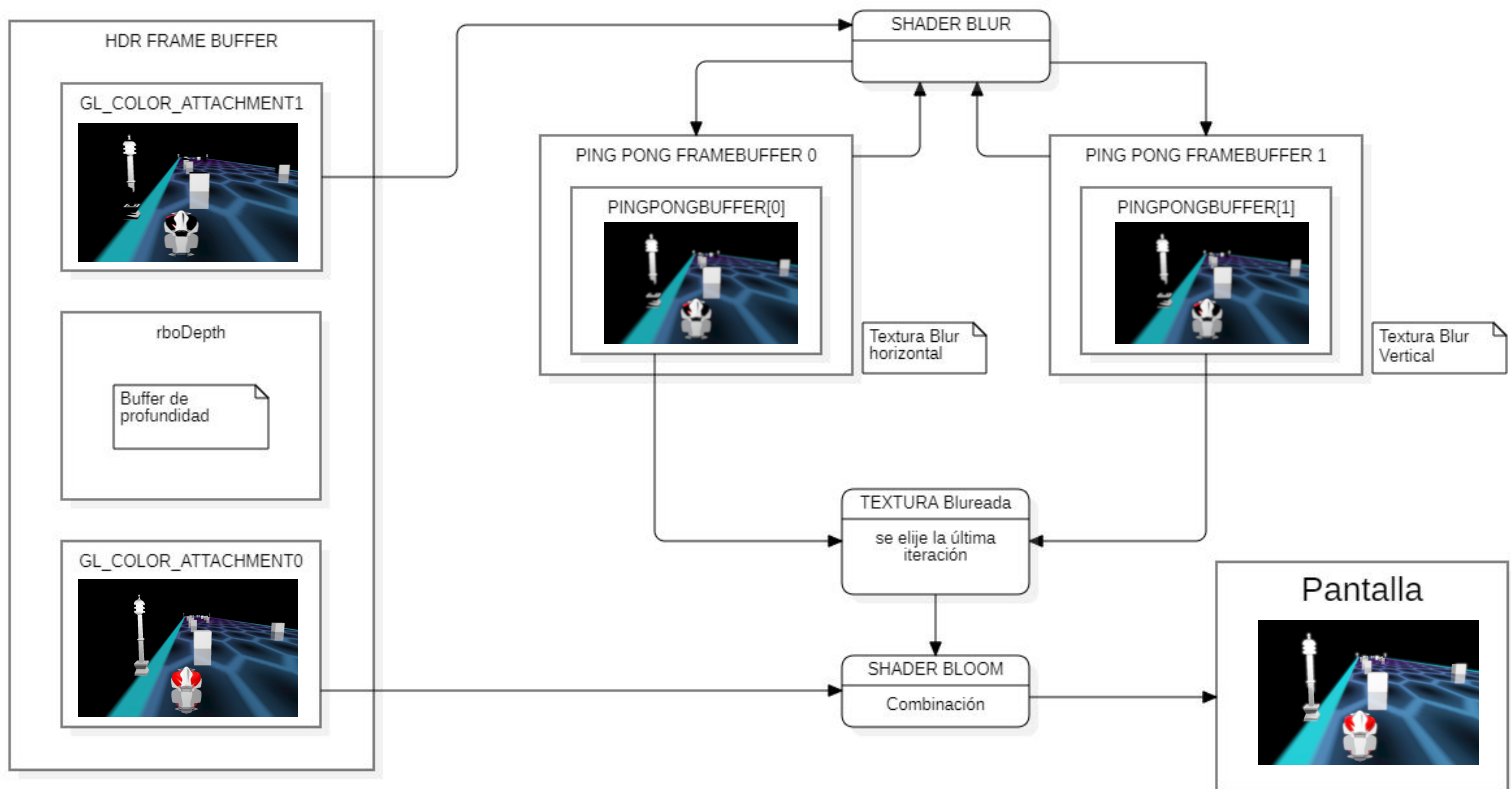 HDR FRAME BUFFER
GL_COLOR_ATTACHMENT1
rboDepth
Buffer de
profundidad
GL_COLOR_ATTACHMENT0
SHADER BLUR
PING PONG FRAMEBUFFER 0
PINGPONGBUFFER[0]
Textura Blur
horizontal
PING PONG FRAMEBUFFER 1
PINGPONGBUFFER[1]
Textura Blur
Vertical
TEXTURA Blureada
se elije la última
iteración
SHADER BLOOM
Combinación
Pantalla